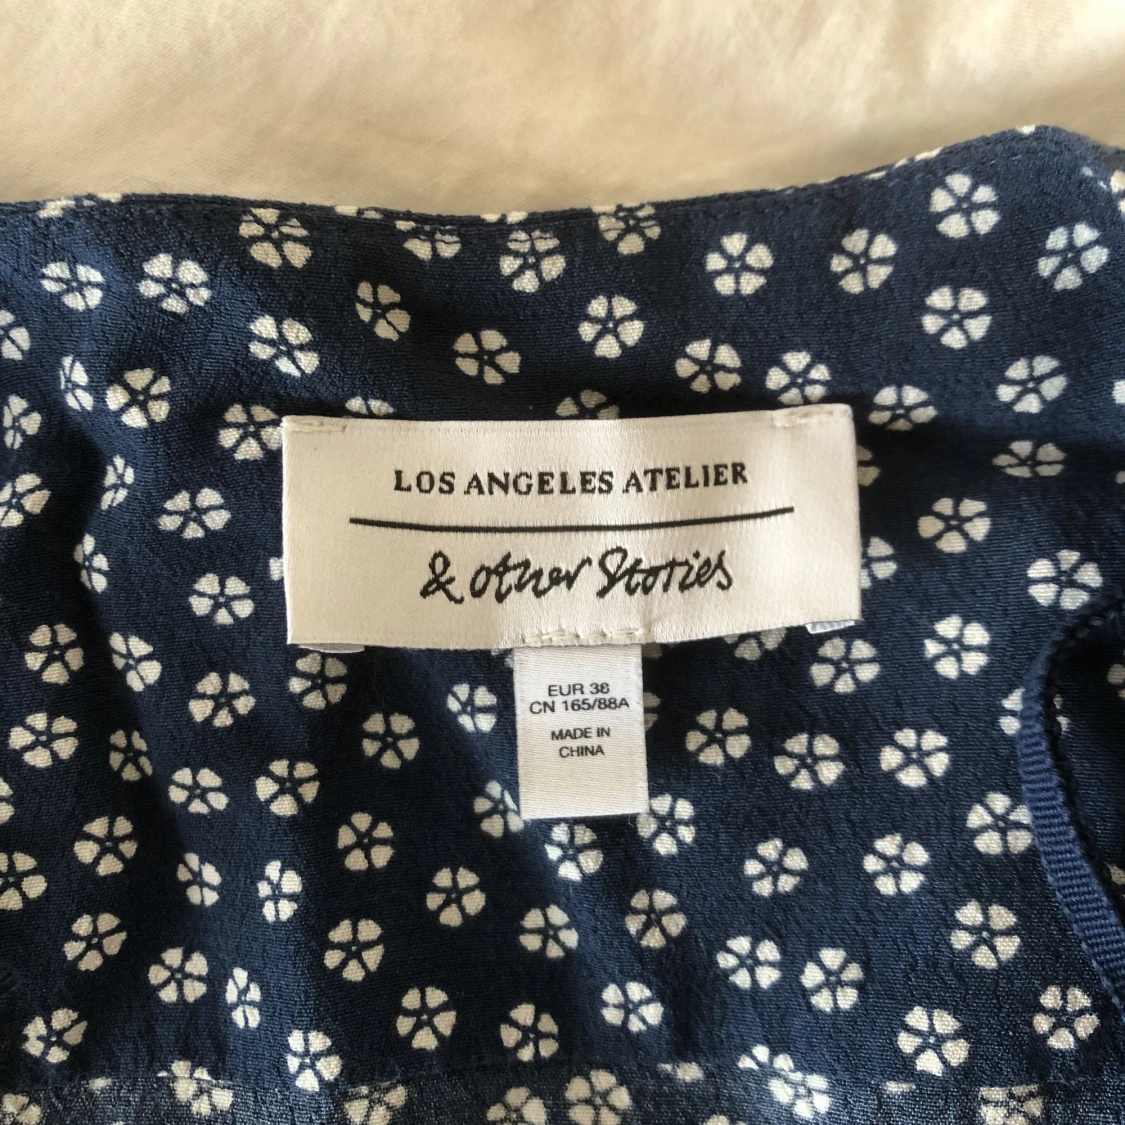 LOS ANGELES ATELIER
& other Stories
EUR 38
CN 165/88A
MADE IN
CHINA